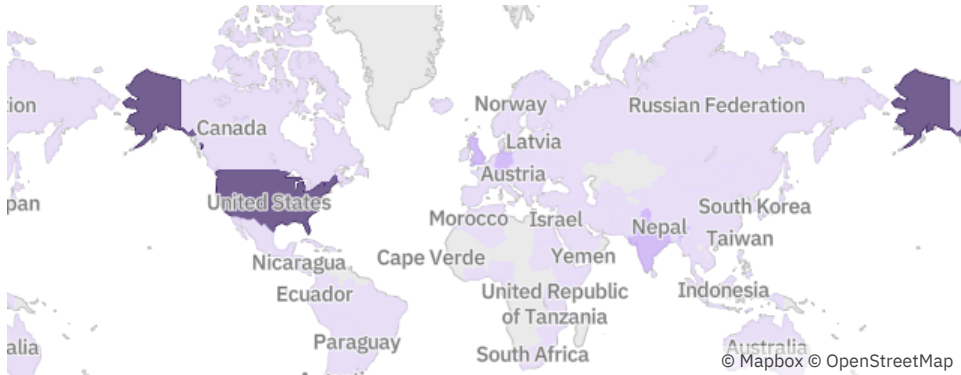 Norway
tion
Russian Federation
Canada
Latvia
Austria
United States
pan
South Korea
Morocco
Israel
Nepal
Taiwan
Nicaragua
Cape Verde
Yemen
Ecuador
United Republic
of Tanzania
Indonesia
Paraguay
alia
South Africa
Australia
© Mapbox © OpenStreetMap